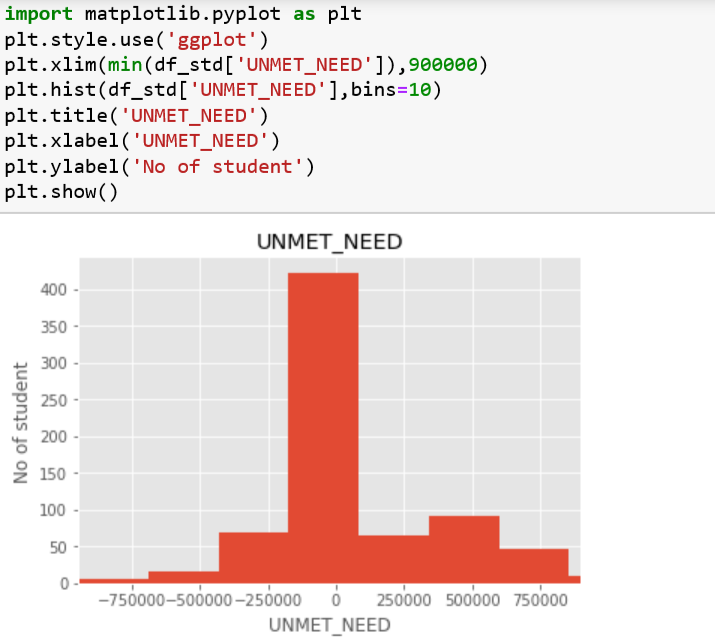 import matplotlib.pyplot as plt
plt.style.use('ggplot')
plt.xlim(min(df_std['UNMET_NEED']),900000)
plt.hist(df_std['UNMET_NEED'],bins=10)
plt.title('UNMET_NEED')
plt.xlabel('UNMET_NEED')
plt.ylabel('No of student')
plt.show()
UNMET_NEED
400
350
300
250
200
150
100
50
0
No of student
−750000 −500000 −250000 0 250000 500000 750000
UNMET_NEED